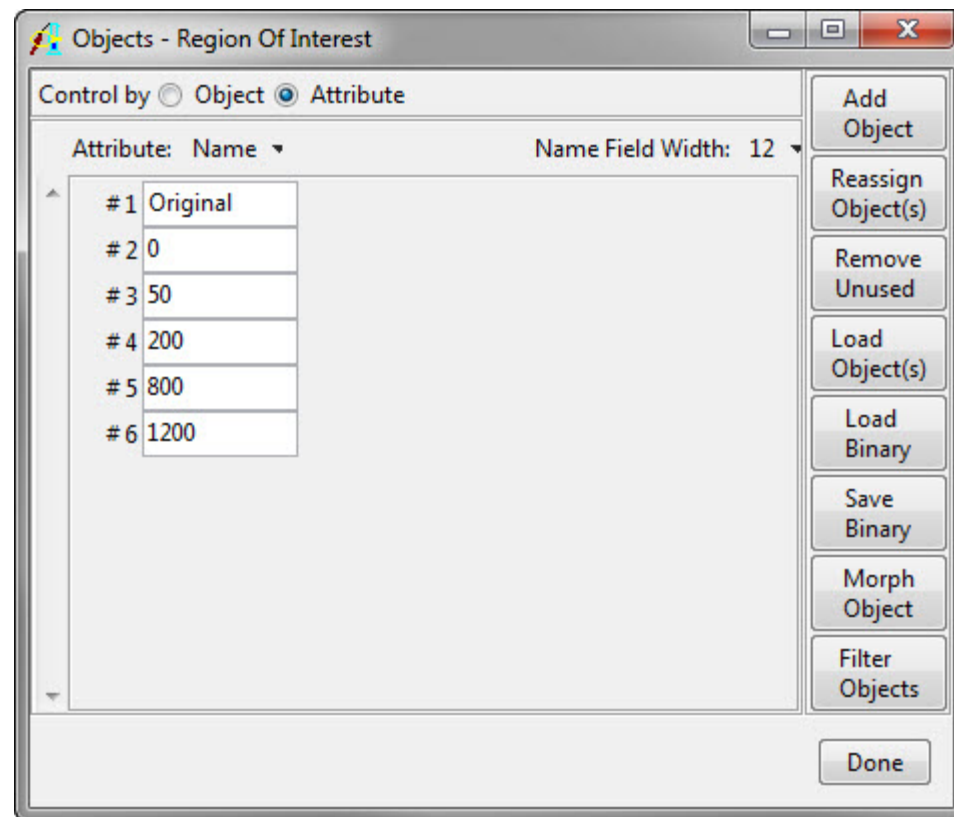 Objects - Region Of Interest
Control by Object Attribute
Attribute: Name
Name Field Width: 12
#1 Original
#2 0
#3 50
#4 200
#5 800
#6 1200
Add
Object
Reassign
Object(s)
Remove
Unused
Load
Object(s)
Load
Binary
Save
Binary
Morph
Object
Filter
Objects
Done